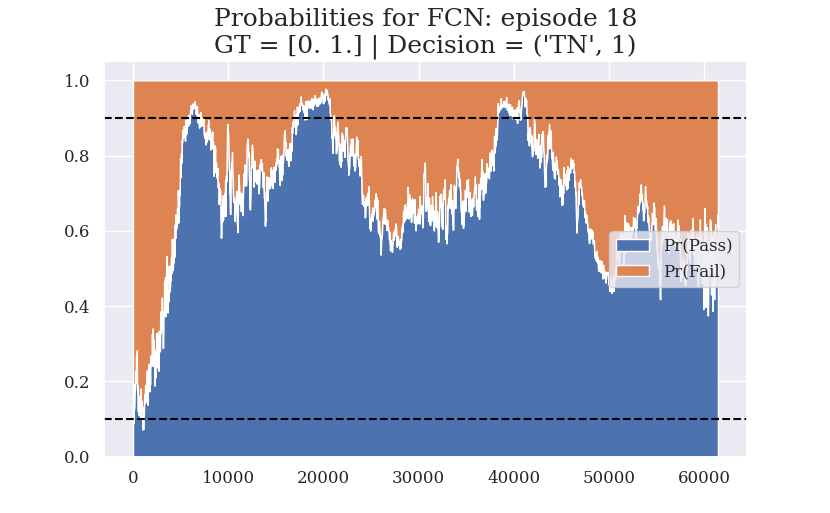 Probabilities for FCN: episode 18
GT = [0. 1.] | Decision = ('TN', 1)
1.0
0.8
0.6
0.4
0.2
0.0
Pr(Pass)
Pr(Fail)
0 10000 20000 30000 40000 50000 60000